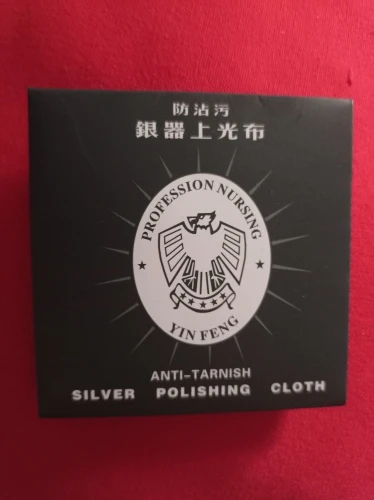 防沾污
銀器上光布
PROFESSION NURSING
YIN FENG
ANTI-TARNISH
SILVER POLISHING CLOTH